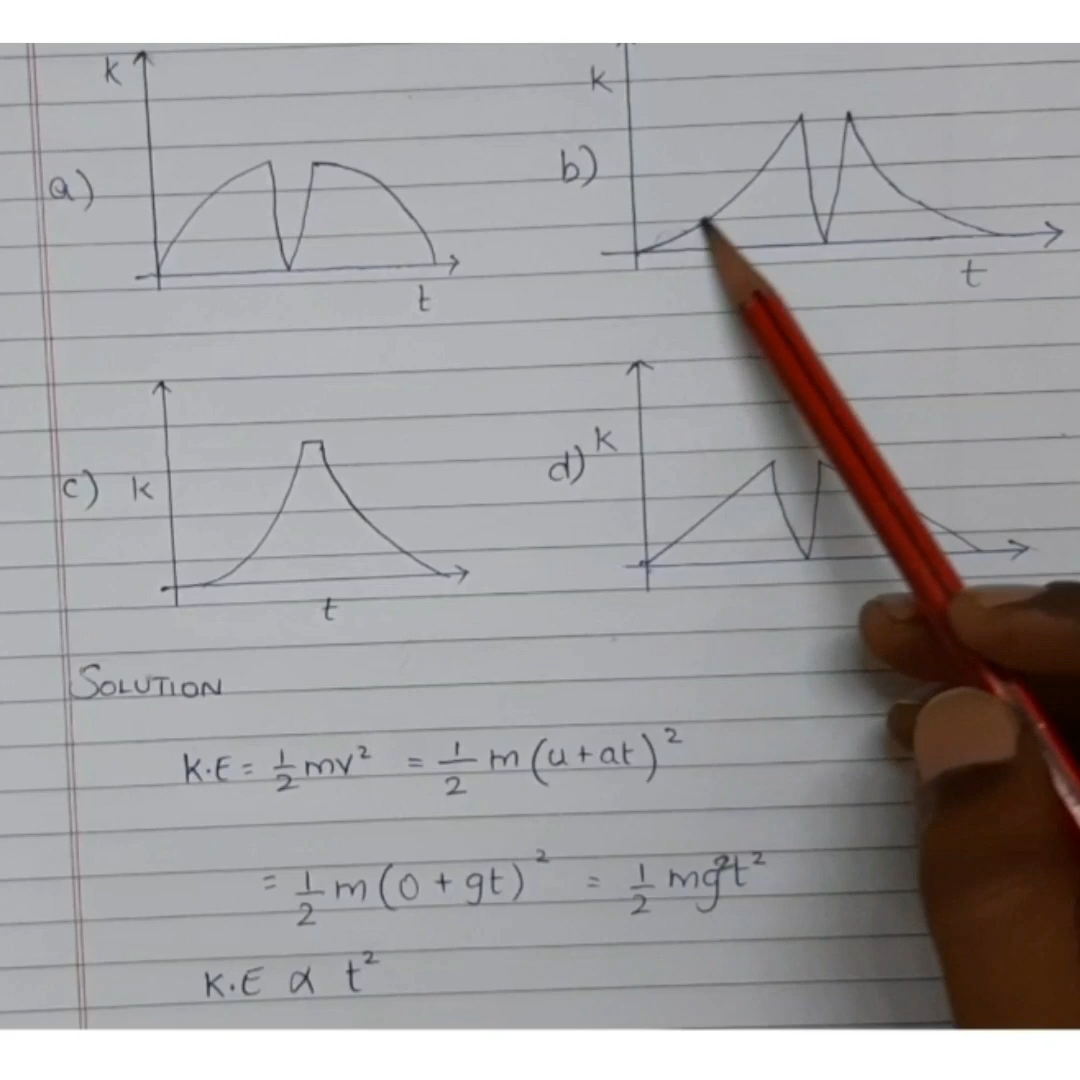 K
K
a)
b)
t
t
c) K
d) K
t
SOLUTION
K.E = 1/2 mv² = 1/2 m (u + at)²
= 1/2 m (0 + gt)² = 1/2 mg²t²
K.E ∝ t²